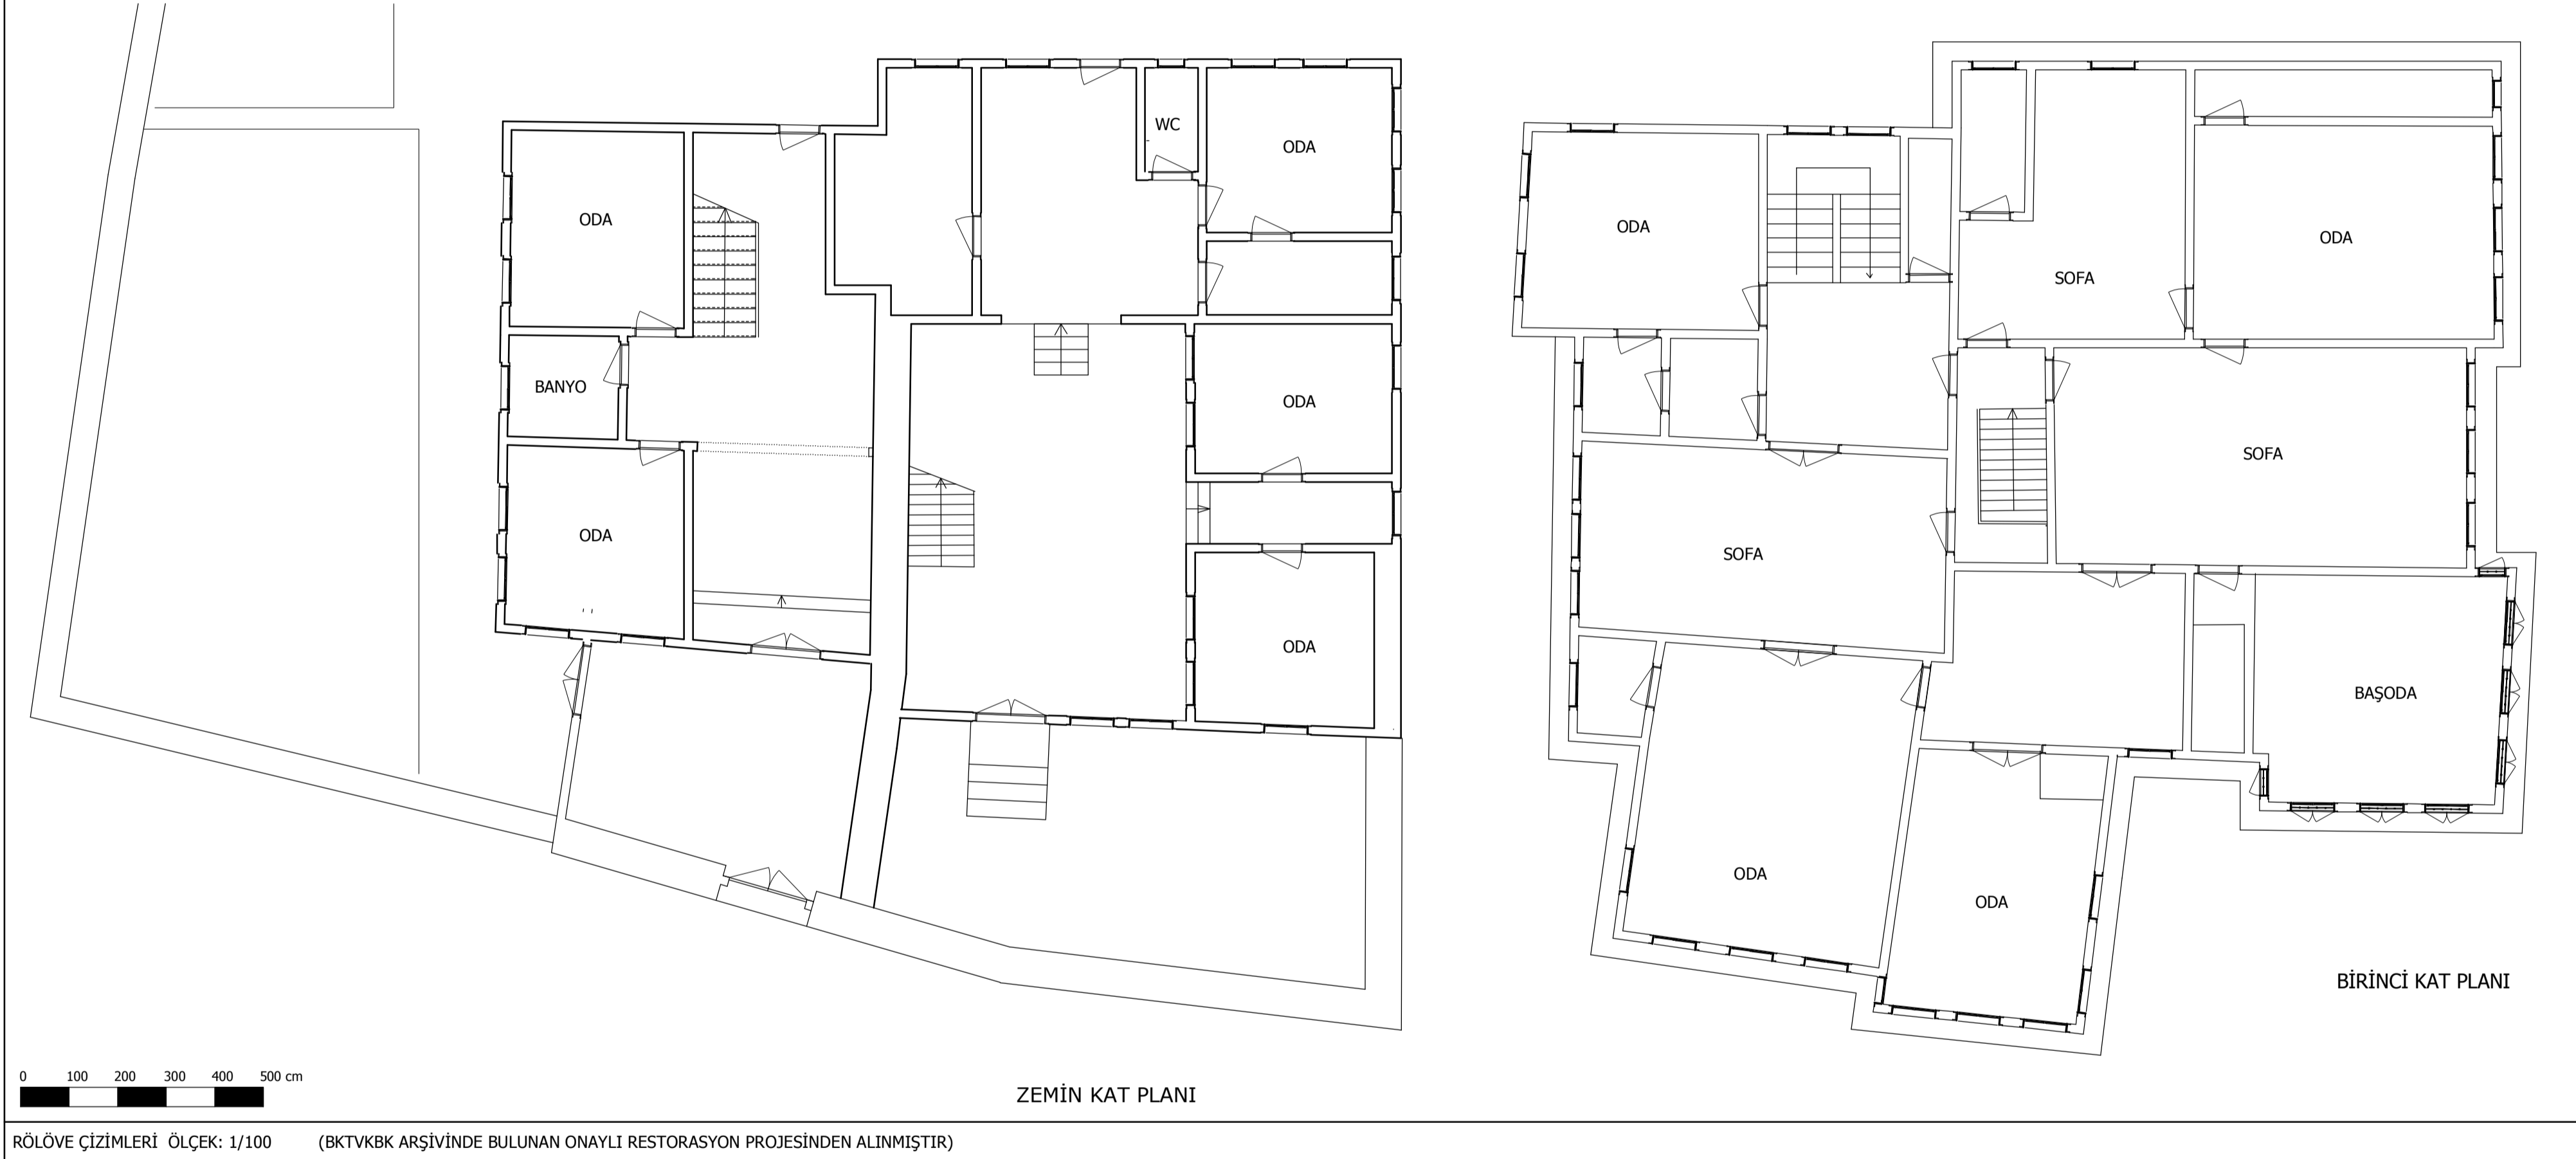 WC
ODA
ODA
BANYO
ODA
ODA
ODA
ODA
ODA
SOFA
ODA
SOFA
SOFA
BAŞODA
ODA
ODA
BİRİNCİ KAT PLANI
0 100 200 300 400 500 cm
ZEMİN KAT PLANI
RÖLÖVE ÇİZİMLERİ ÖLÇEK: 1/100 (BKTVKBK ARŞİVİNDE BULUNAN ONAYLI RESTORASYON PROJESİNDEN ALINMIŞTIR)